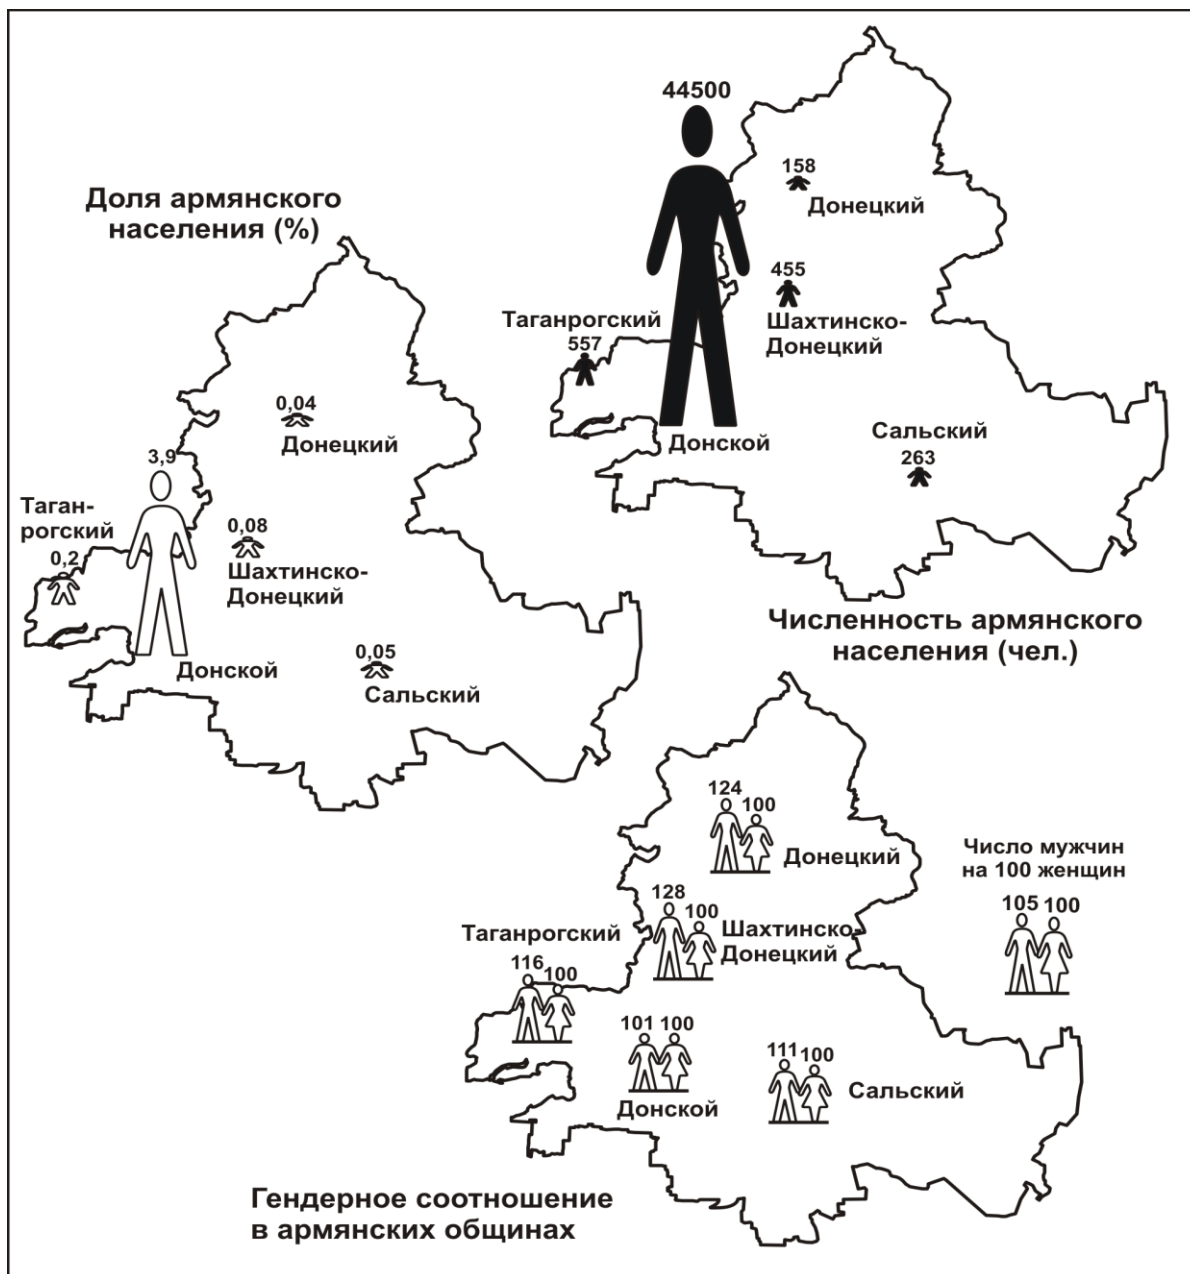 Доля армянского
населения (%)
0,04
Донецкий
3,9
Таган-
рогский
0,2
0,08
Шахтинско-
Донецкий
Донской
0,05
Сальский
44500
158
Донецкий
455
Шахтинско-
Донецкий
Таганрогский
557
Донской
Сальский
263
Численность армянского
населения (чел.)
124 100
Донецкий
Число мужчин
на 100 женщин
105 100
128 100
Шахтинско-
Донецкий
Таганрогский
116 100
101 100
Донской
111 100
Сальский
Гендерное соотношение
в армянских общинах